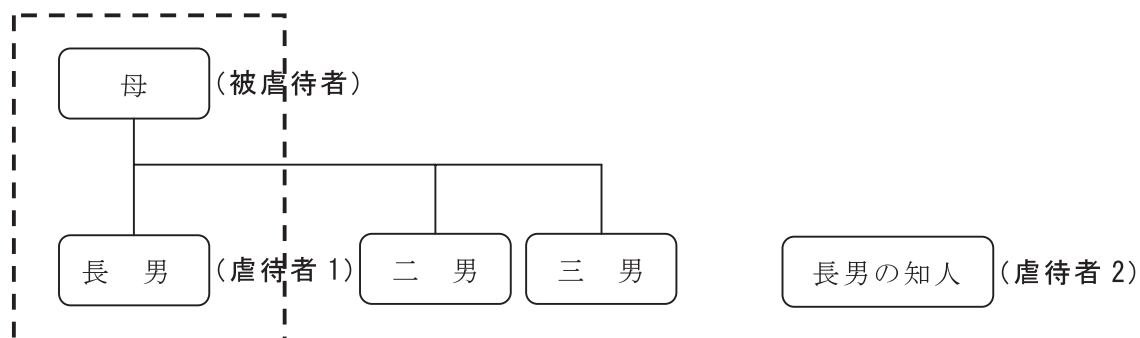 母 (被虐待者)
長 男 (虐待者 1) 二 男 三 男 長男の知人 (虐待者 2)